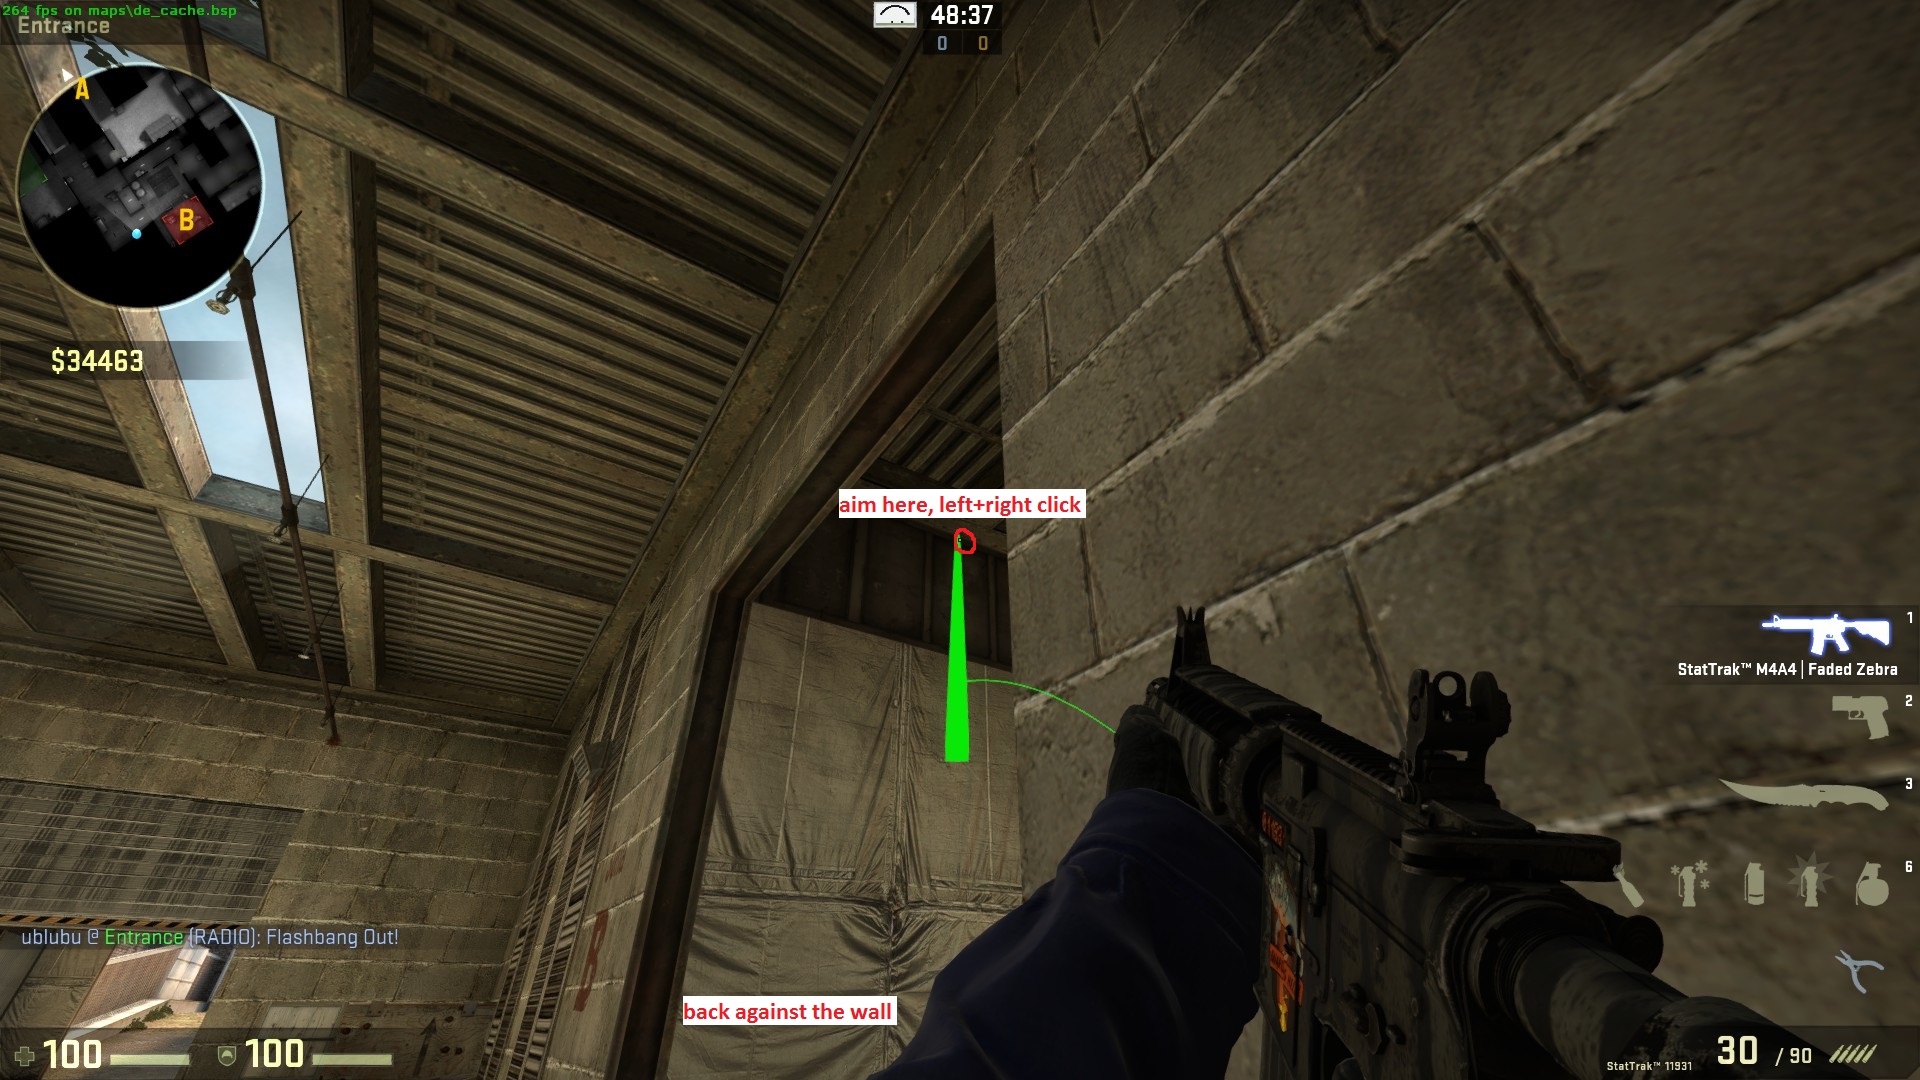 264 fps on maps\de_cache.bsp
Entrance
48:37
0 0
A
B
$34463
aim here, left+right click
1
StatTrak™ M4A4 | Faded Zebra
2
3
6
ublubu @ Entrance (RADIO): Flashbang Out!
B
back against the wall
100
100
30 / 90
StatTrak™ 11931